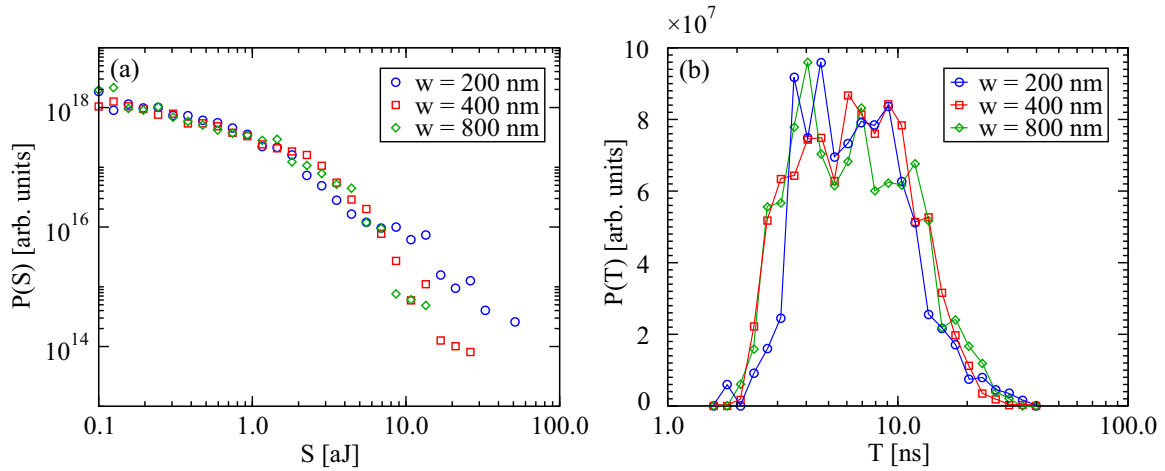 (a)
w = 200 nm
w = 400 nm
w = 800 nm
10^18
10^16
10^14
P(S) [arb. units]
0.1
1.0
10.0
100.0
S [aJ]
×10^7
(b)
w = 200 nm
w = 400 nm
w = 800 nm
10
8
6
4
2
0
P(T) [arb. units]
1.0
10.0
100.0
T [ns]